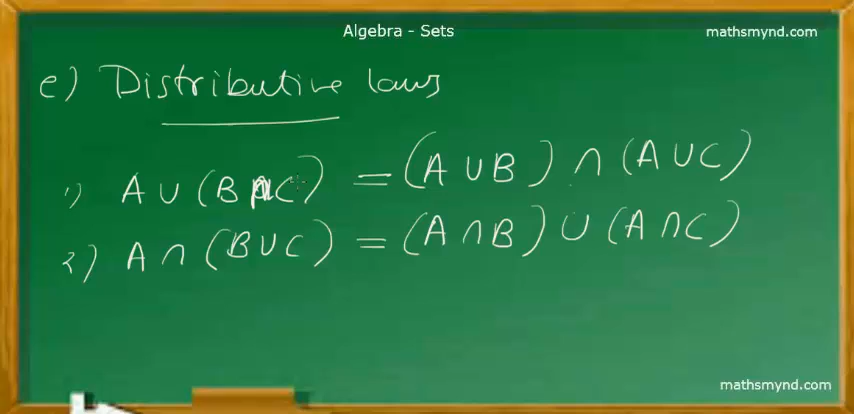 Algebra - Sets
mathsmynd.com
e) Distributive laws
1) A ∪ (B ∩ C) = (A ∪ B) ∩ (A ∪ C)
2) A ∩ (B ∪ C) = (A ∩ B) ∪ (A ∩ C)
mathsmynd.com